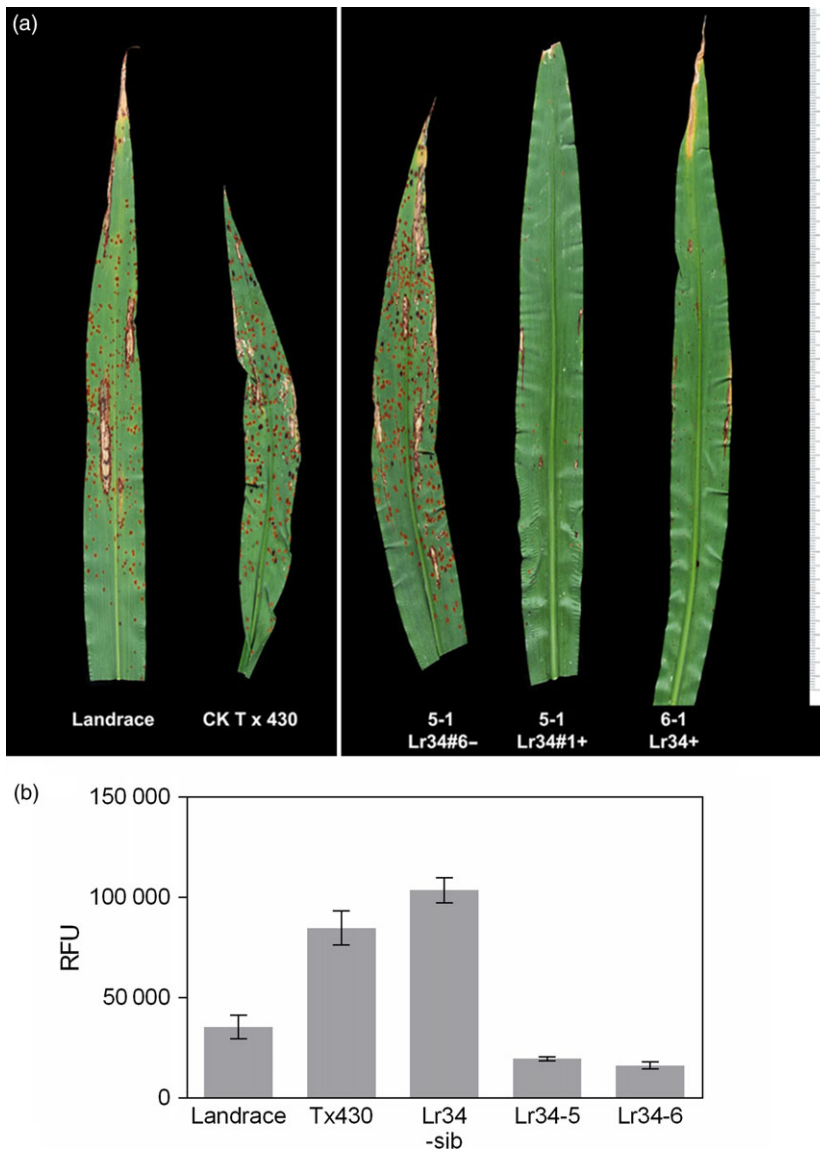 (a)
Landrace
CK T x 430
5-1
Lr34#6–
5-1
Lr34#1+
6-1
Lr34+
(b)
150 000
100 000
50 000
0
RFU
Landrace
Tx430
Lr34
-sib
Lr34-5
Lr34-6